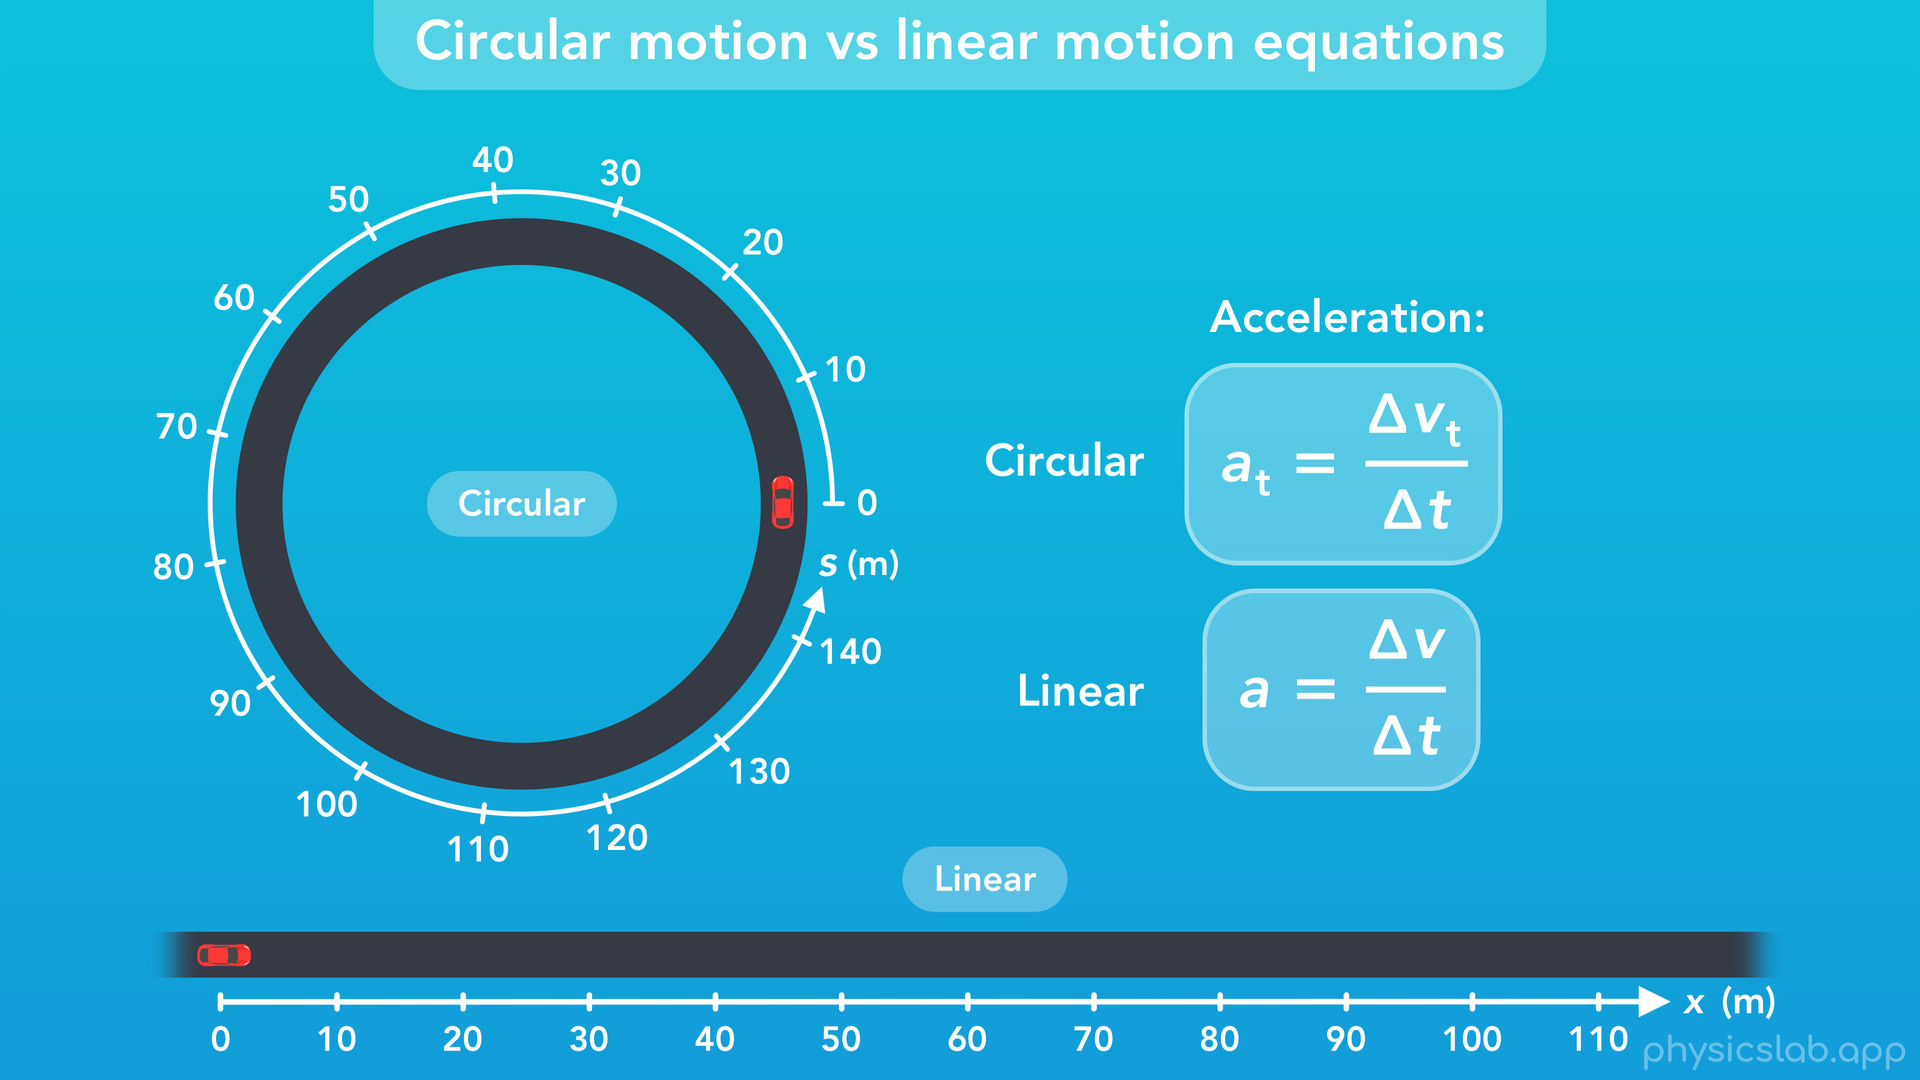 Circular motion vs linear motion equations
40
30
50
20
60
10
70
Circular
0
s (m)
80
140
90
130
100
120
110
Acceleration:
Circular
aₜ = Δvₜ / Δt
Linear
a = Δv / Δt
Linear
x (m)
0 10 20 30 40 50 60 70 80 90 100 110
physicslab.app